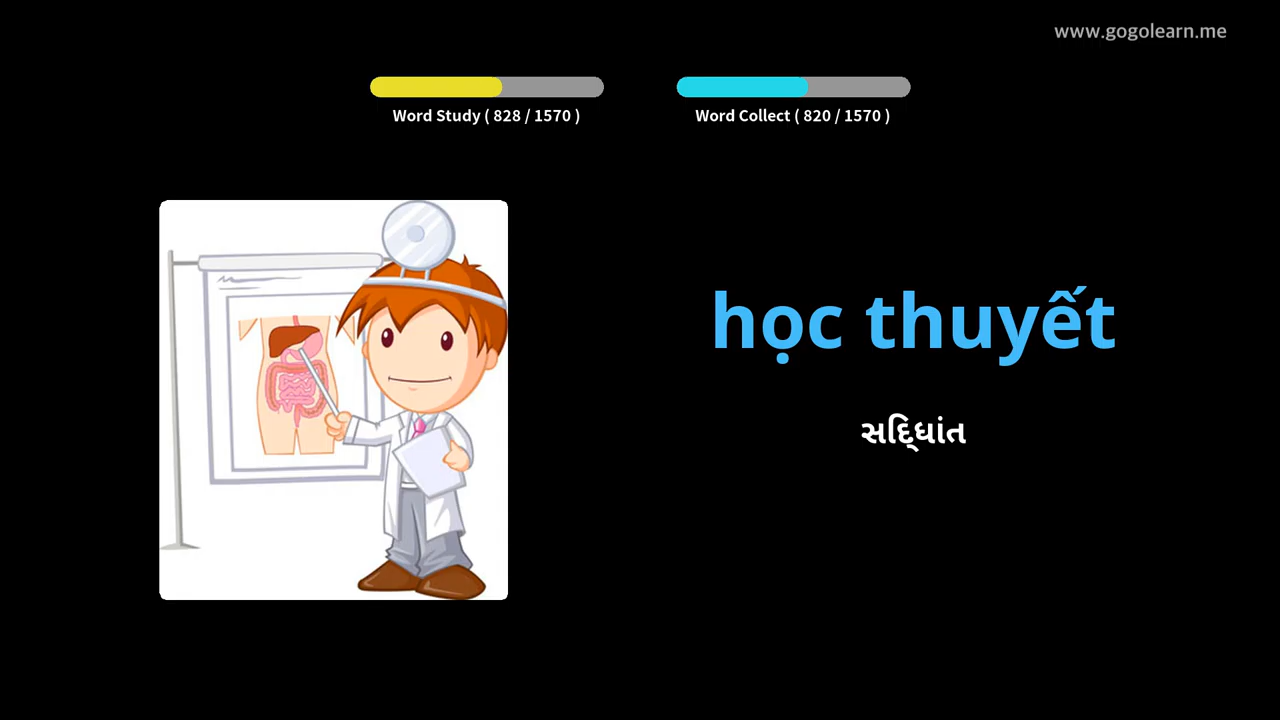 www.gogolearn.me
Word Study ( 828 / 1570 )
Word Collect ( 820 / 1570 )
học thuyết
સદ્ધિાંત